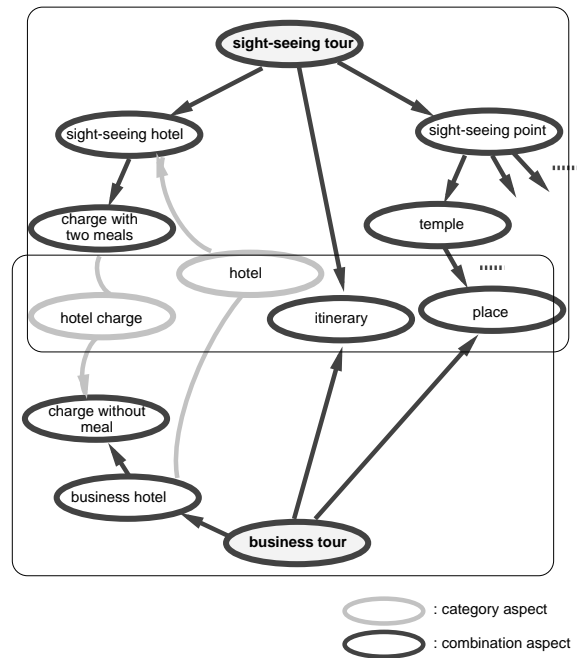 sight-seeing tour
sight-seeing hotel
sight-seeing point
charge with
two meals
temple
hotel
hotel charge
itinerary
place
charge without
meal
business hotel
business tour
: category aspect
: combination aspect